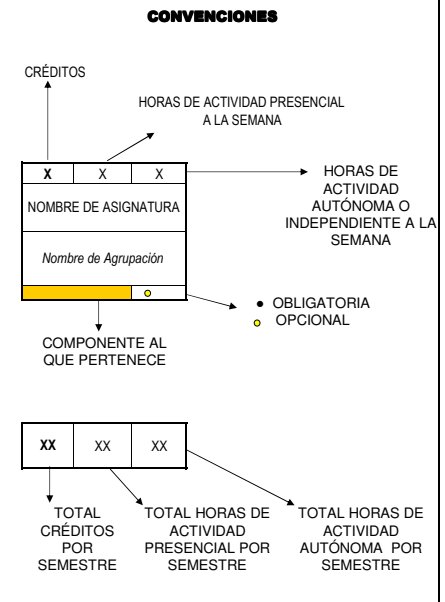 CONVENCIONES
CRÉDITOS
HORAS DE ACTIVIDAD PRESENCIAL
A LA SEMANA
X X X
HORAS DE
ACTIVIDAD
AUTÓNOMA O
INDEPENDIENTE A LA
SEMANA
NOMBRE DE ASIGNATURA
Nombre de Agrupación
OBLIGATORIA
OPCIONAL
COMPONENTE AL
QUE PERTENECE
XX XX XX
TOTAL
CRÉDITOS
POR
SEMESTRE
TOTAL HORAS DE
ACTIVIDAD
PRESENCIAL POR
SEMESTRE
TOTAL HORAS DE
ACTIVIDAD
AUTÓNOMA POR
SEMESTRE